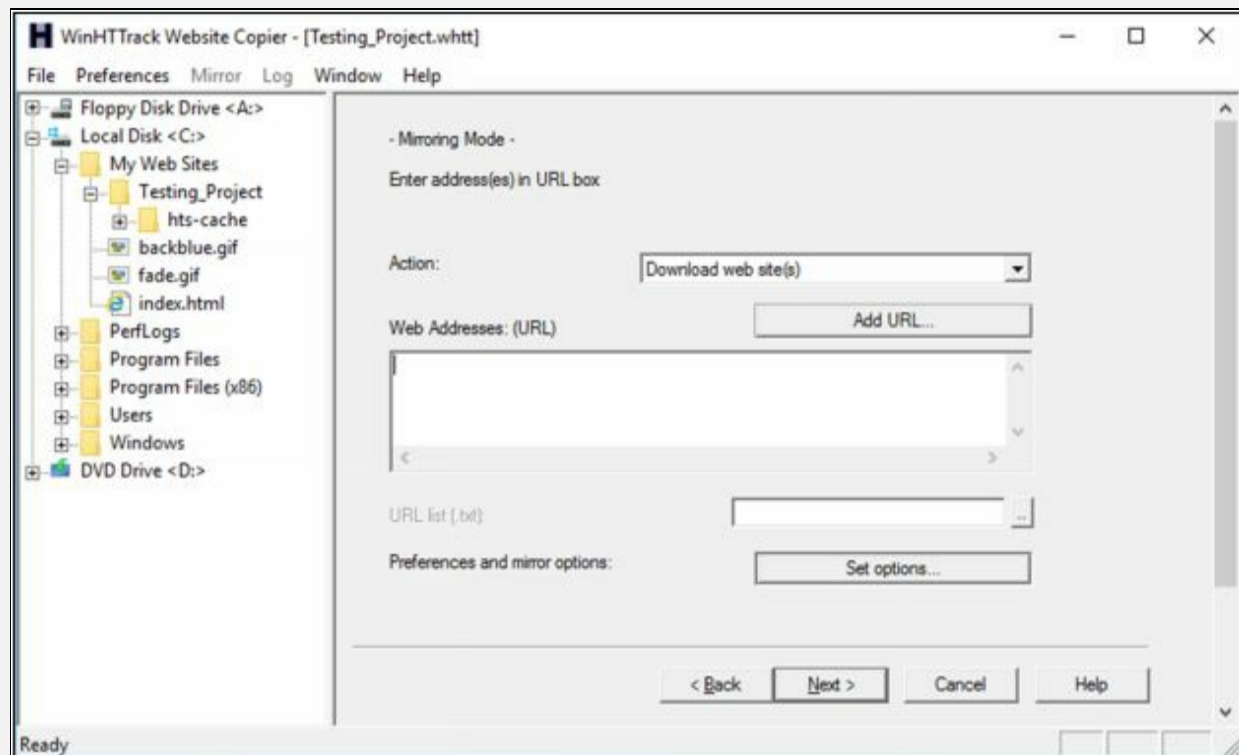 WinHTTrack Website Copier - [Testing_Project.whtt]
File Preferences Mirror Log Window Help
Floppy Disk Drive <A:>
Local Disk <C:>
My Web Sites
Testing_Project
hts-cache
backblue.gif
fade.gif
index.html
PerfLogs
Program Files
Program Files (x86)
Users
Windows
DVD Drive <D:>
- Mirroring Mode -
Enter address(es) in URL box
Action: Download web site(s)
Web Addresses: (URL) Add URL...
URL list (.txt): ..
Preferences and mirror options: Set options...
< Back Next > Cancel Help
Ready